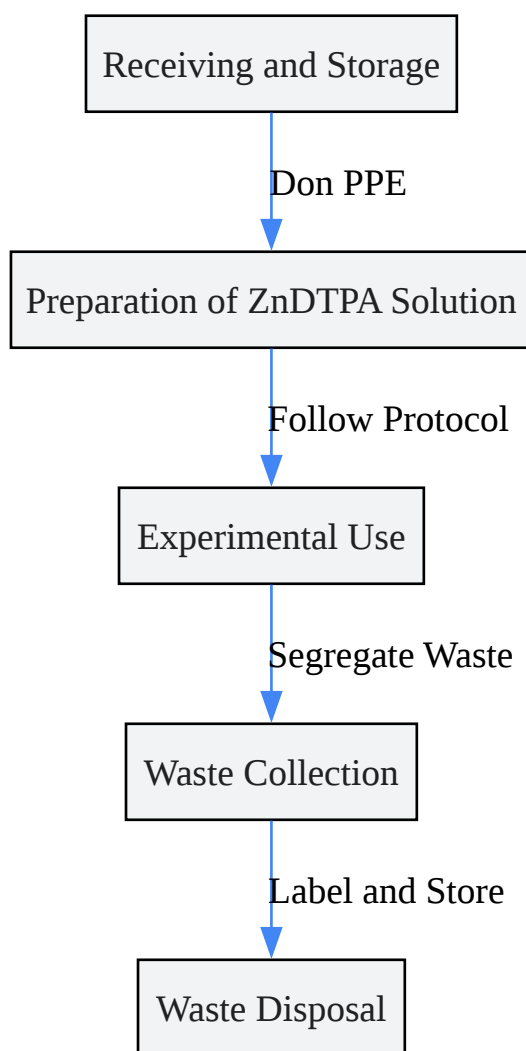 Receiving and Storage
Don PPE
Preparation of ZnDTPA Solution
Follow Protocol
Experimental Use
Segregate Waste
Waste Collection
Label and Store
Waste Disposal